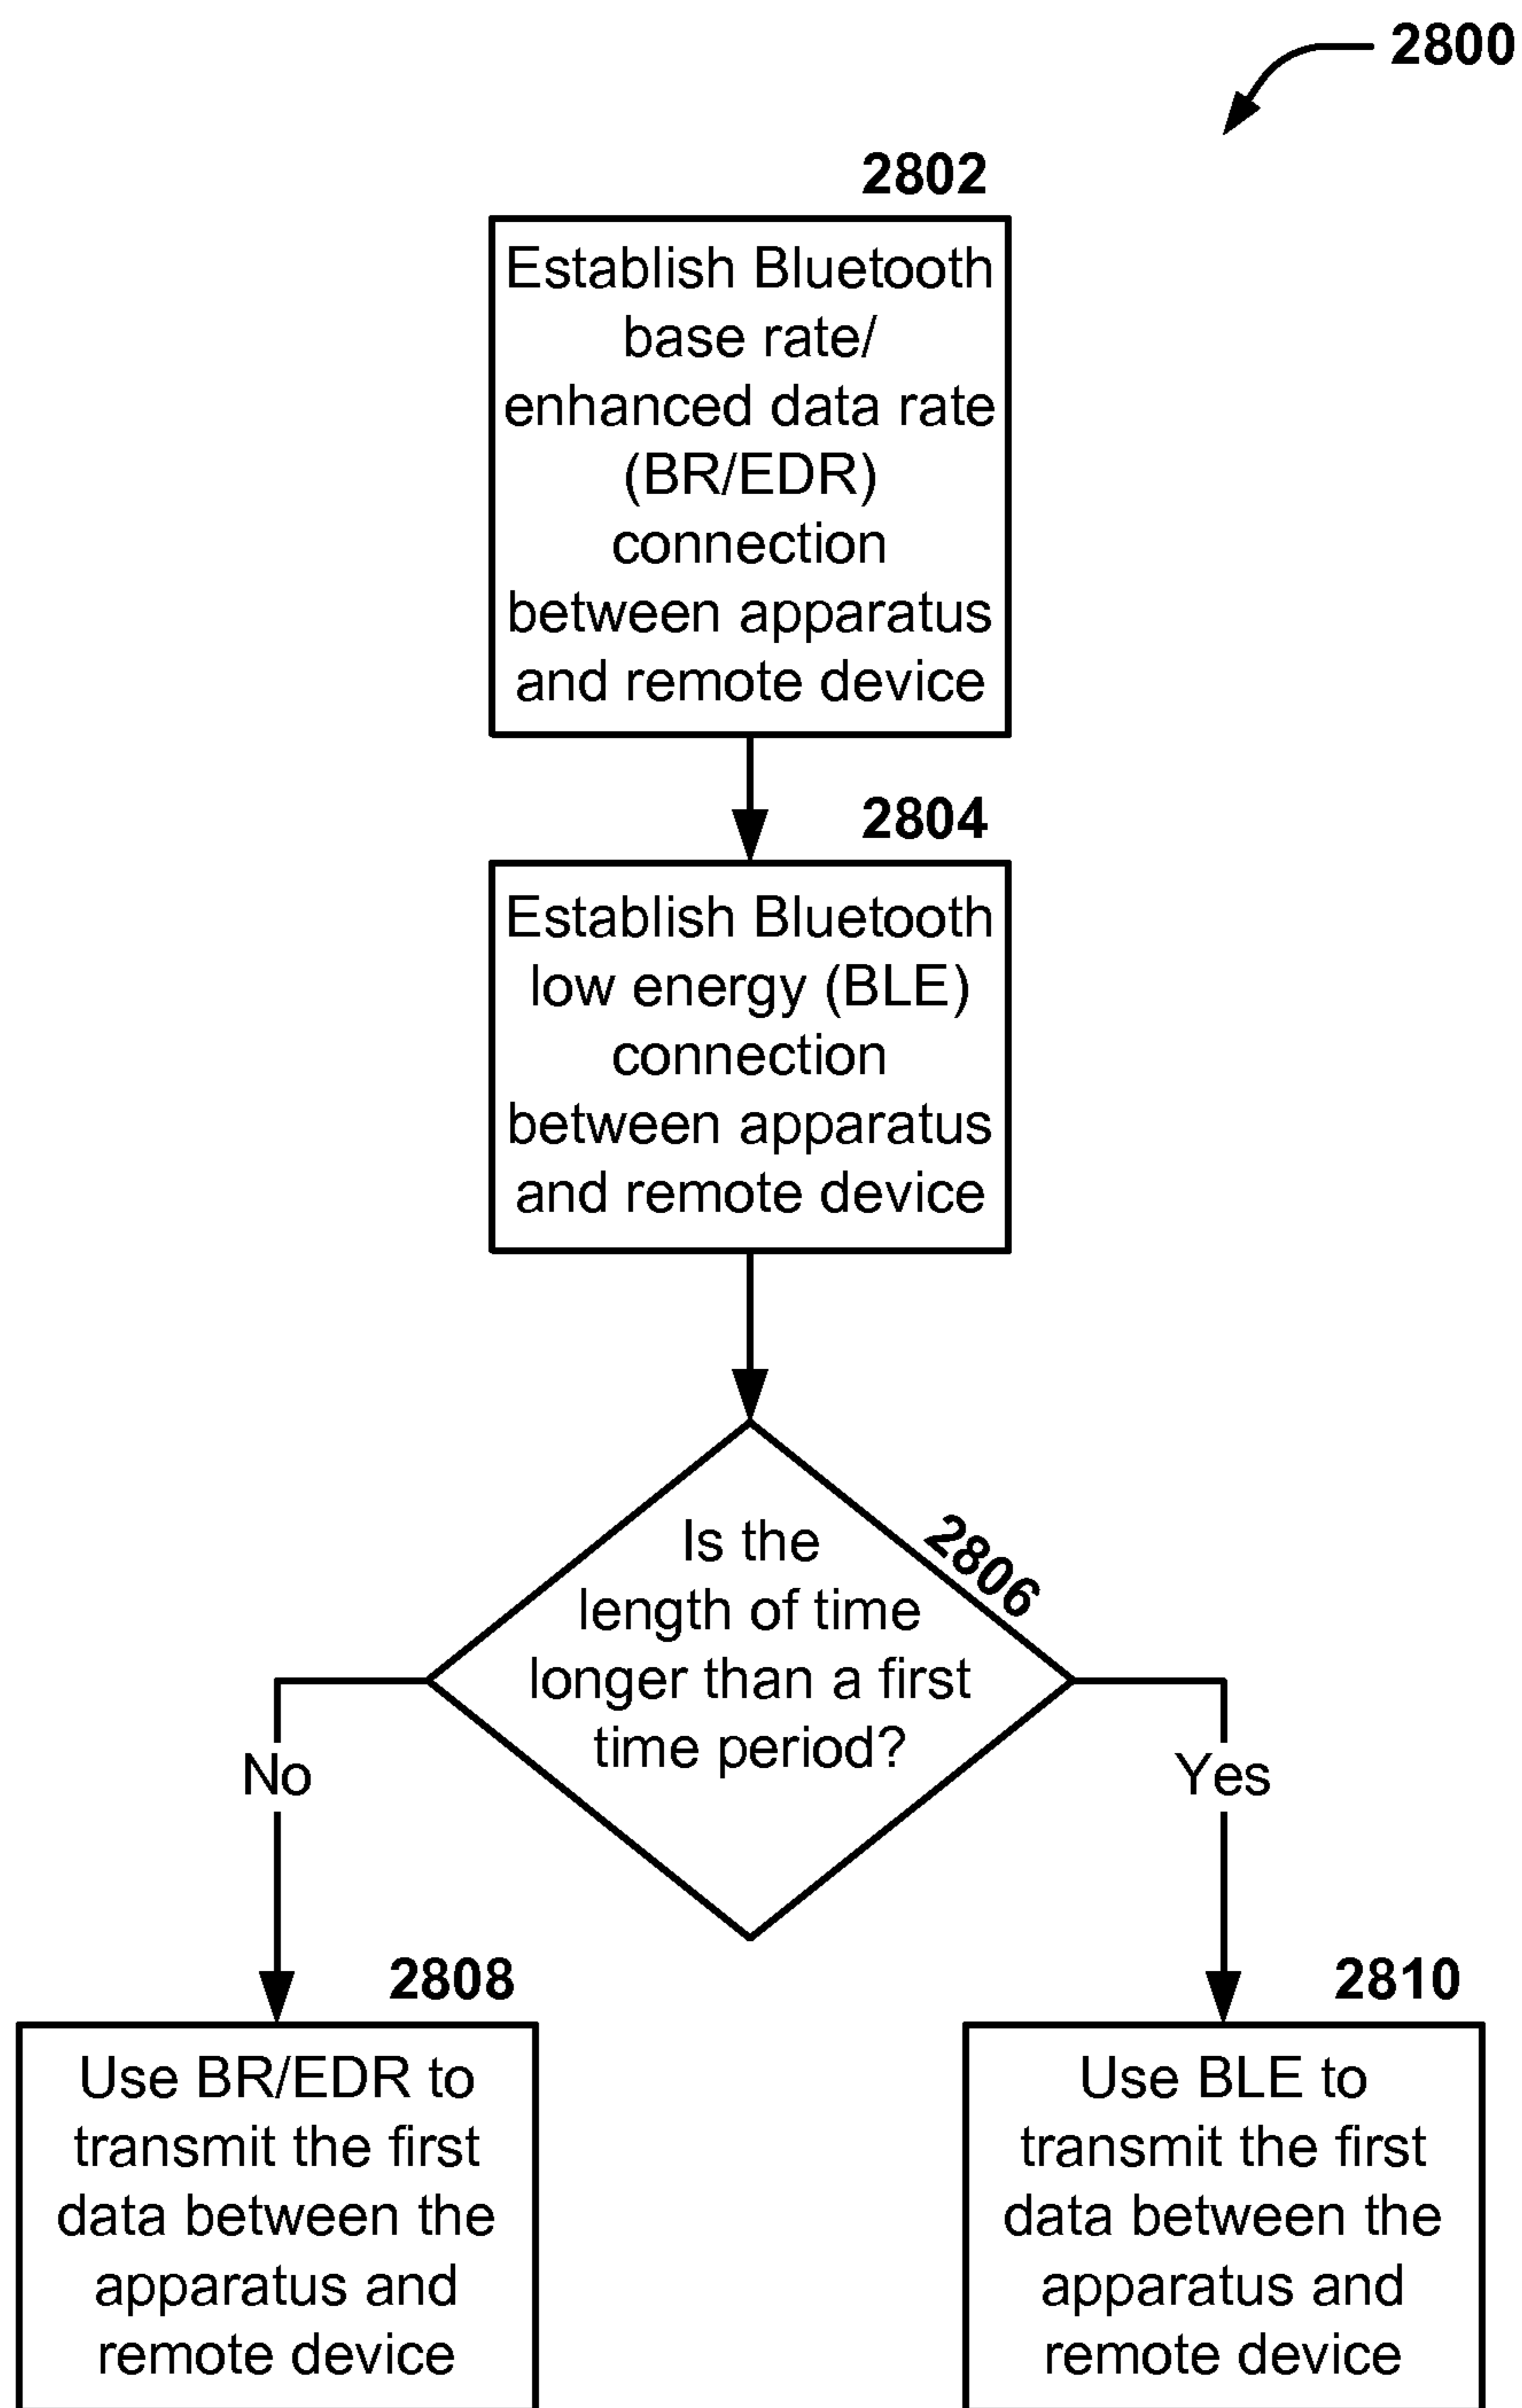 2800
2802
Establish Bluetooth
base rate/
enhanced data rate
(BR/EDR)
connection
between apparatus
and remote device
2804
Establish Bluetooth
low energy (BLE)
connection
between apparatus
and remote device
2806
Is the
length of time
longer than a first
time period?
No
Yes
2808
Use BR/EDR to
transmit the first
data between the
apparatus and
remote device
2810
Use BLE to
transmit the first
data between the
apparatus and
remote device